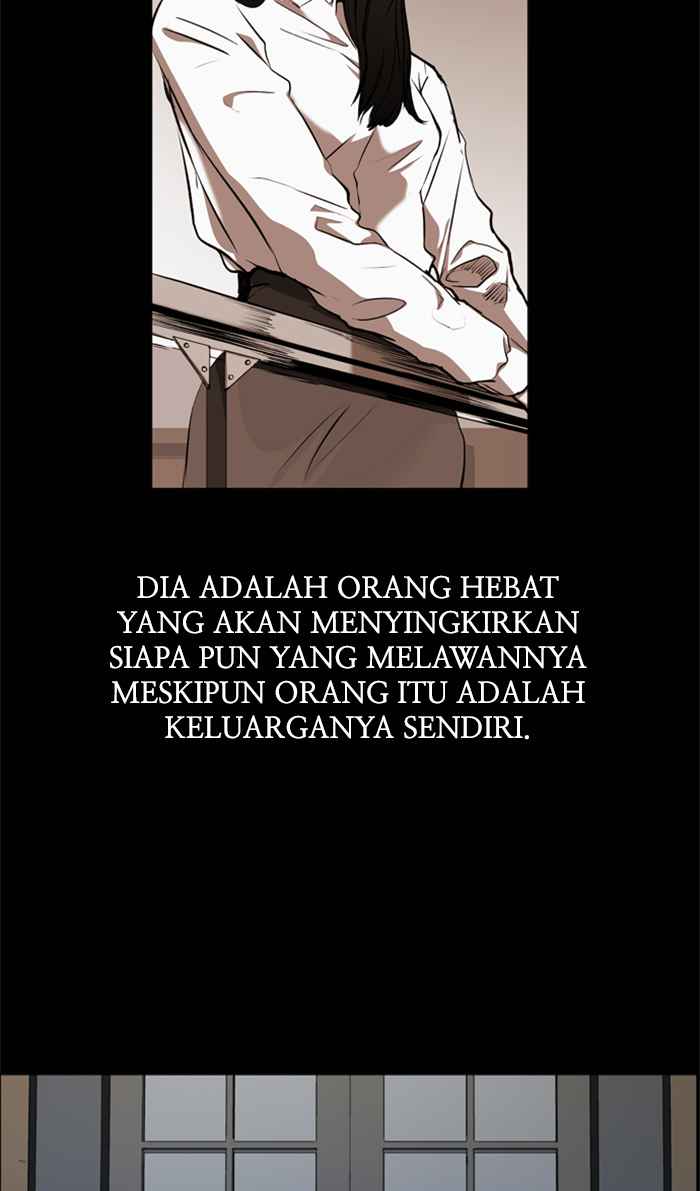 DIA ADALAH ORANG HEBAT
YANG AKAN MENYINGKIRKAN
SIAPA PUN YANG MELAWANNYA
MESKIPUN ORANG ITU ADALAH
KELUARGANYA SENDIRI.